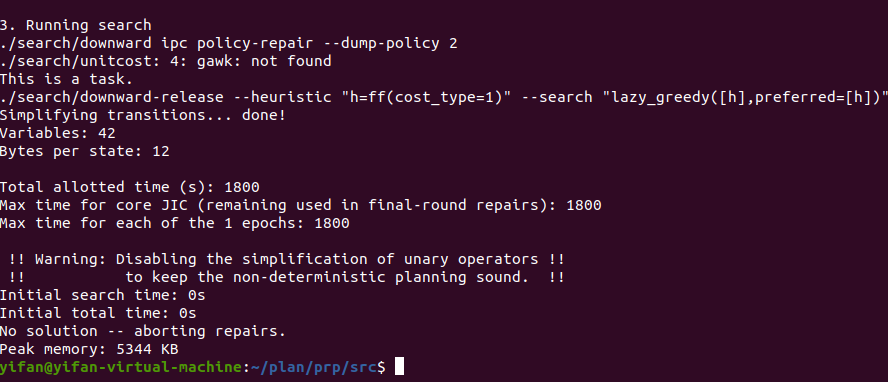 3. Running search
./search/downward ipc policy-repair --dump-policy 2
./search/unitcost: 4: gawk: not found
This is a task.
./search/downward-release --heuristic "h=ff(cost_type=1)" --search "lazy_greedy([h],preferred=[h])"
Simplifying transitions... done!
Variables: 42
Bytes per state: 12
Total allotted time (s): 1800
Max time for core JIC (remaining used in final-round repairs): 1800
Max time for each of the 1 epochs: 1800
!! Warning: Disabling the simplification of unary operators !!
!!           to keep the non-deterministic planning sound.  !!
Initial search time: 0s
Initial total time: 0s
No solution -- aborting repairs.
Peak memory: 5344 KB
yifan@yifan-virtual-machine:~/plan/prp/src$